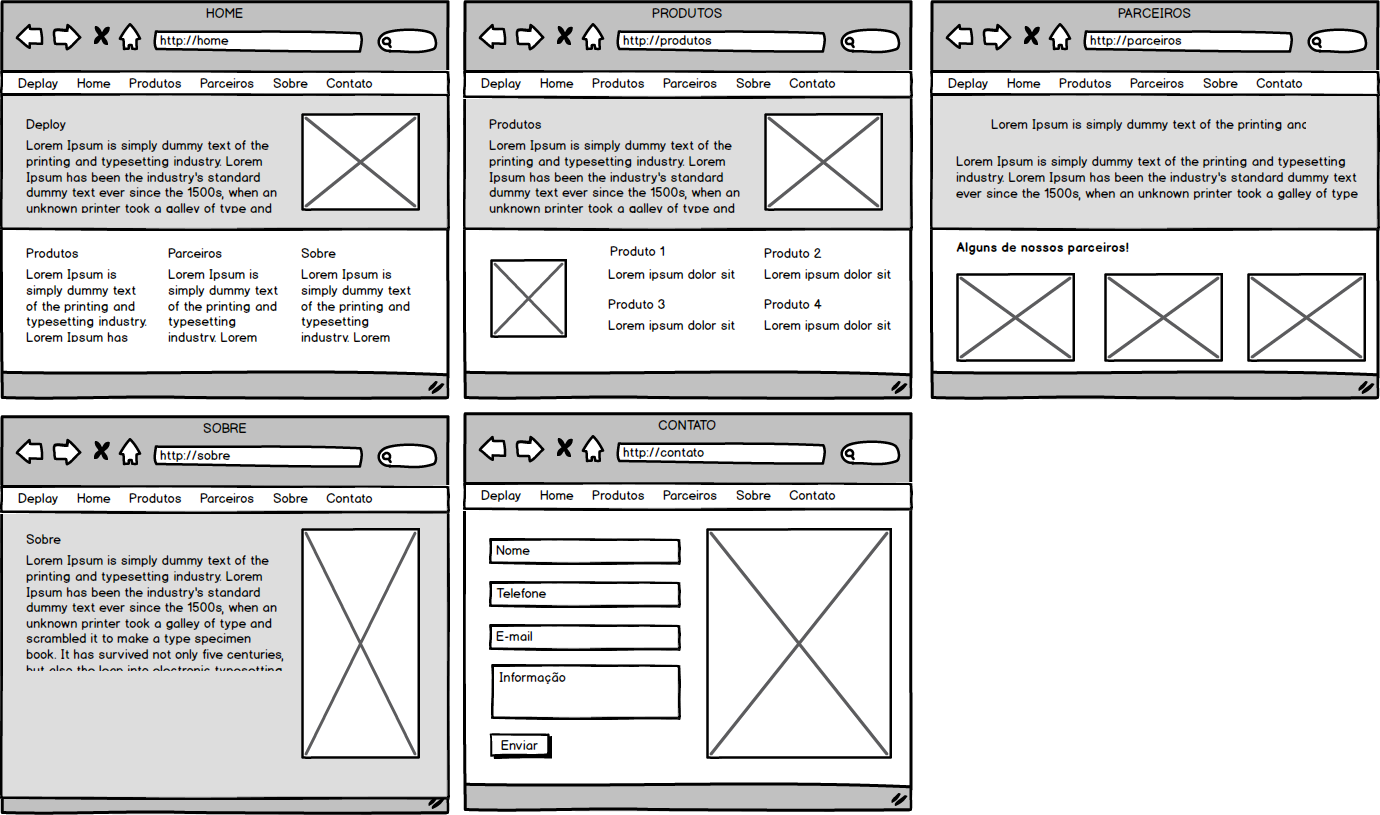 HOME
http://home
Deplay Home Produtos Parceiros Sobre Contato
Deplay
Lorem Ipsum is simply dummy text of the
printing and typesetting industry. Lorem
Ipsum has been the industry's standard
dummy text ever since the 1500s, when an
unknown printer took a galley of type and
Produtos
Lorem Ipsum is
simply dummy text
of the printing and
typesetting industry.
Lorem Ipsum has
Parceiros
Lorem Ipsum is
simply dummy text
of the printing and
typesetting
industry. Lorem
Sobre
Lorem Ipsum is
simply dummy text
of the printing and
typesetting
industry. Lorem
PRODUTOS
http://produtos
Deplay Home Produtos Parceiros Sobre Contato
Produtos
Lorem Ipsum is simply dummy text of the
printing and typesetting industry. Lorem
Ipsum has been the industry's standard
dummy text ever since the 1500s, when an
unknown printer took a galley of type and
Produto 1
Lorem ipsum dolor sit
Produto 2
Lorem ipsum dolor sit
Produto 3
Lorem ipsum dolor sit
Produto 4
Lorem ipsum dolor sit
PARCEIROS
http://parceiros
Deplay Home Produtos Parceiros Sobre Contato
Lorem Ipsum is simply dummy text of the printing anc
Lorem Ipsum is simply dummy text of the printing and typesetting
industry. Lorem Ipsum has been the industry's standard dummy text
ever since the 1500s, when an unknown printer took a galley of type
Alguns de nossos parceiros!
SOBRE
http://sobre
Deplay Home Produtos Parceiros Sobre Contato
Sobre
Lorem Ipsum is simply dummy text of the
printing and typesetting industry. Lorem
Ipsum has been the industry's standard
dummy text ever since the 1500s, when an
unknown printer took a galley of type and
scrambled it to make a type specimen
book. It has survived not only five centuries,
but also the leap into electronic typesetting
CONTATO
http://contato
Deplay Home Produtos Parceiros Sobre Contato
Nome
Telefone
E-mail
Informação
Enviar